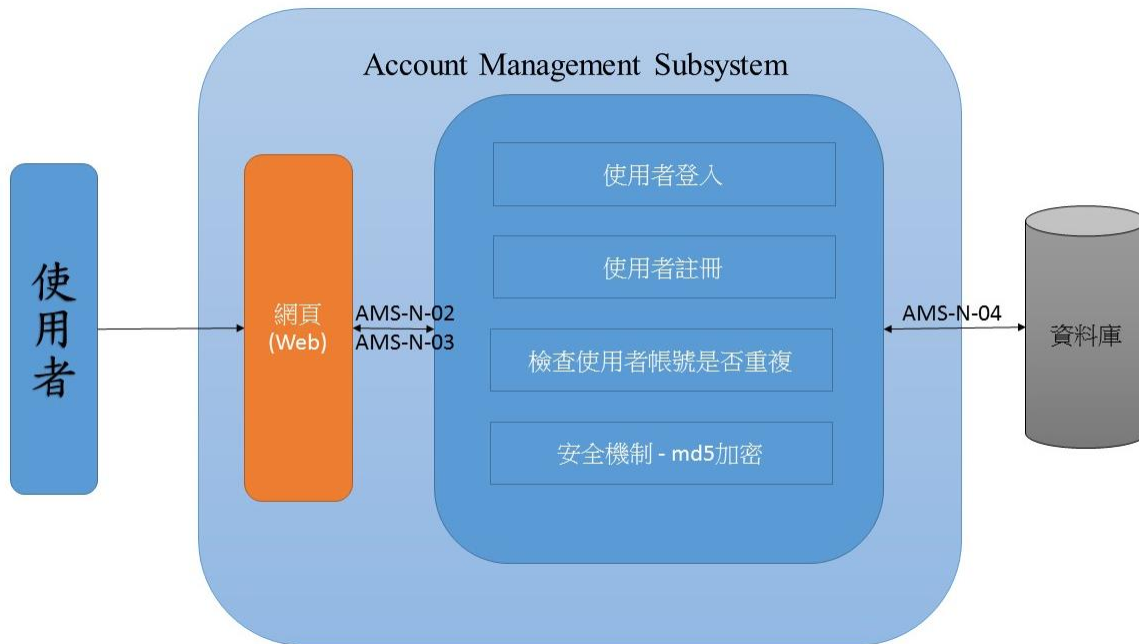 Account Management Subsystem
使用者
網頁
(Web)
AMS-N-02
AMS-N-03
使用者登入
使用者註冊
檢查使用者帳號是否重複
安全機制 - md5加密
AMS-N-04
資料庫